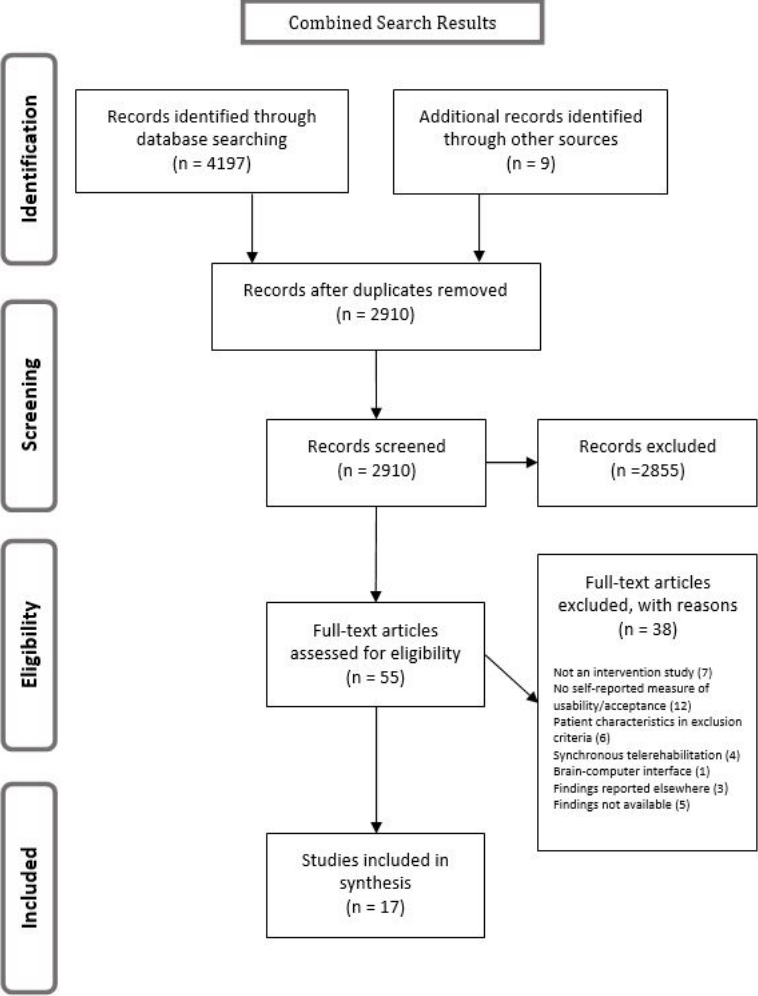 Combined Search Results
Identification
Records identified through
database searching
(n = 4197)
Additional records identified
through other sources
(n = 9)
Records after duplicates removed
(n = 2910)
Screening
Records screened
(n = 2910)
Records excluded
(n =2855)
Eligibility
Full-text articles
assessed for eligibility
(n = 55)
Full-text articles
excluded, with reasons
(n = 38)
Not an intervention study (7)
No self-reported measure of
usability/acceptance (12)
Patient characteristics in exclusion
criteria (6)
Synchronous telerehabilitation (4)
Brain-computer interface (1)
Findings reported elsewhere (3)
Findings not available (5)
Included
Studies included in
synthesis
(n = 17)